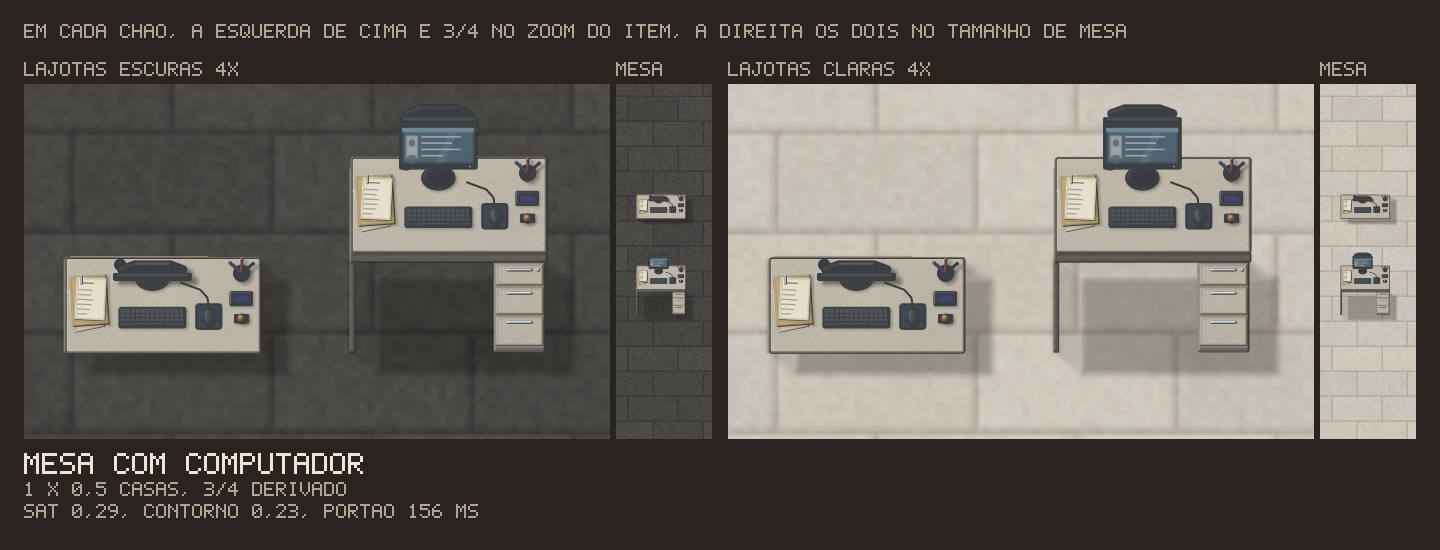 EM CADA CHAO, A ESQUERDA DE CIMA E 3/4 NO ZOOM DO ITEM, A DIREITA OS DOIS NO TAMANHO DE MESA
LAJOTAS ESCURAS 4X
MESA
LAJOTAS CLARAS 4X
MESA
MESA COM COMPUTADOR
1 X 0,5 CASAS, 3/4 DERIVADO
SAT 0,29, CONTORNO 0,23, PORTAO 156 MS